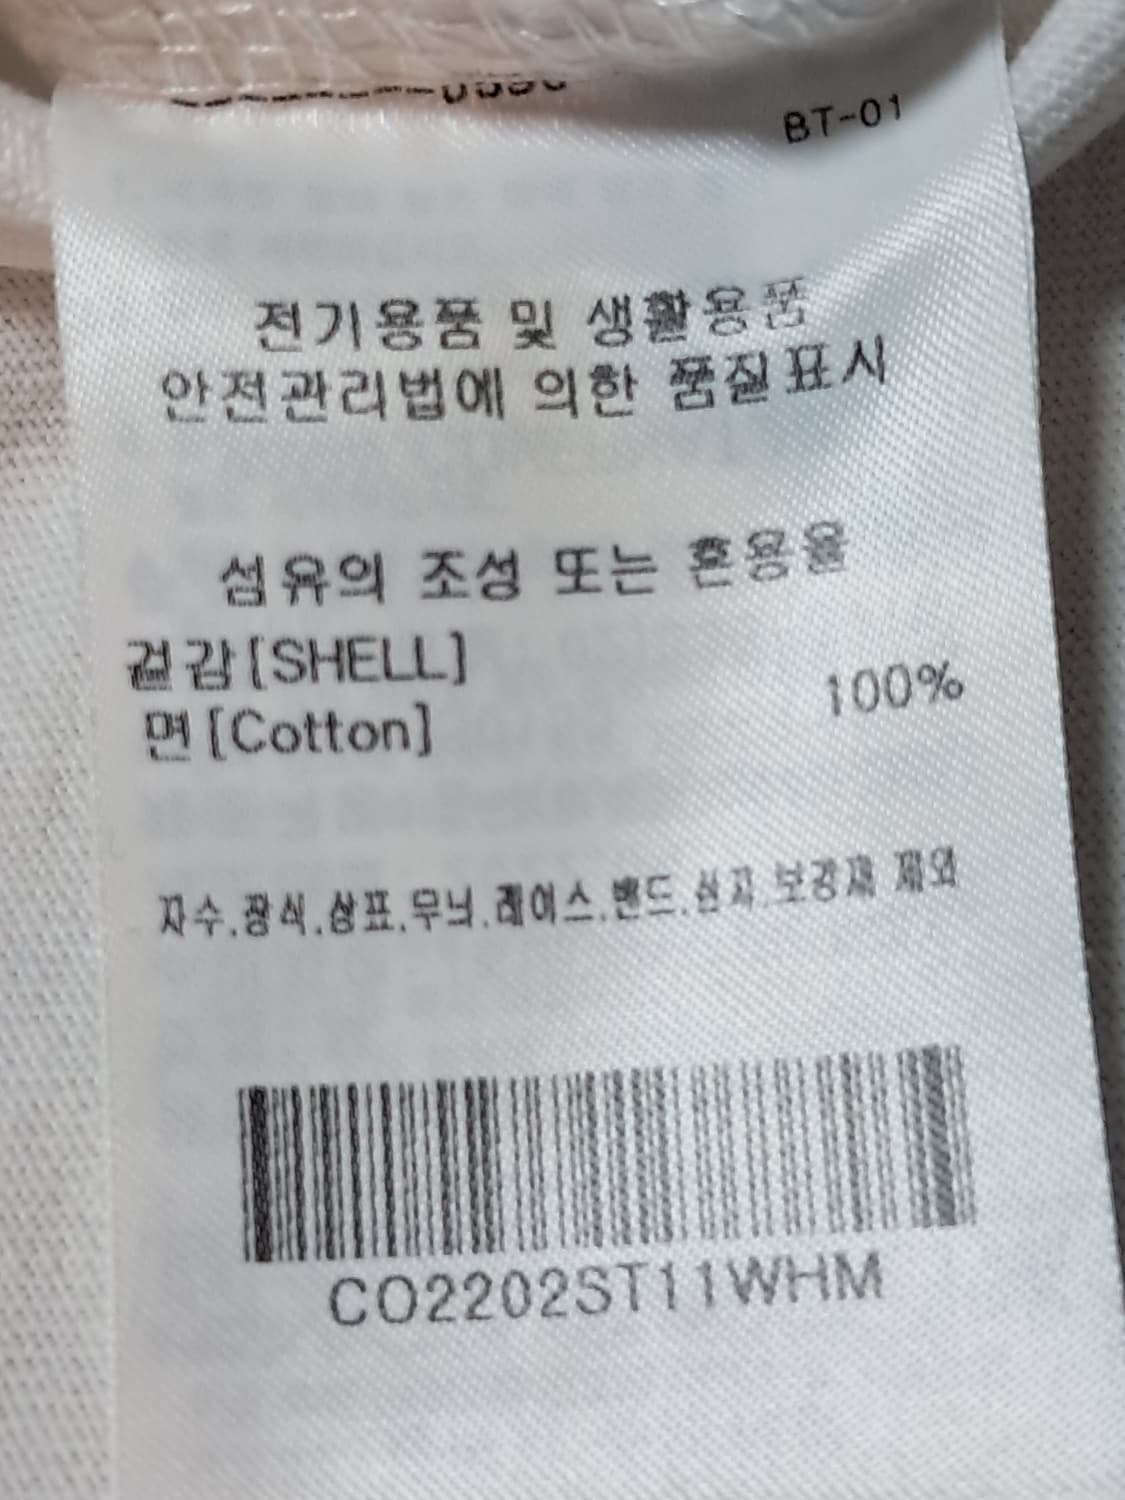 BT-01
전기용품 및 생활용품
안전관리법에 의한 품질표시
섬유의 조성 또는 혼용율
겉감[SHELL]
면[Cotton] 100%
자수.장식.상표.무늬.레이스.밴드.심지.보강재 제외
CO2202ST11WHM